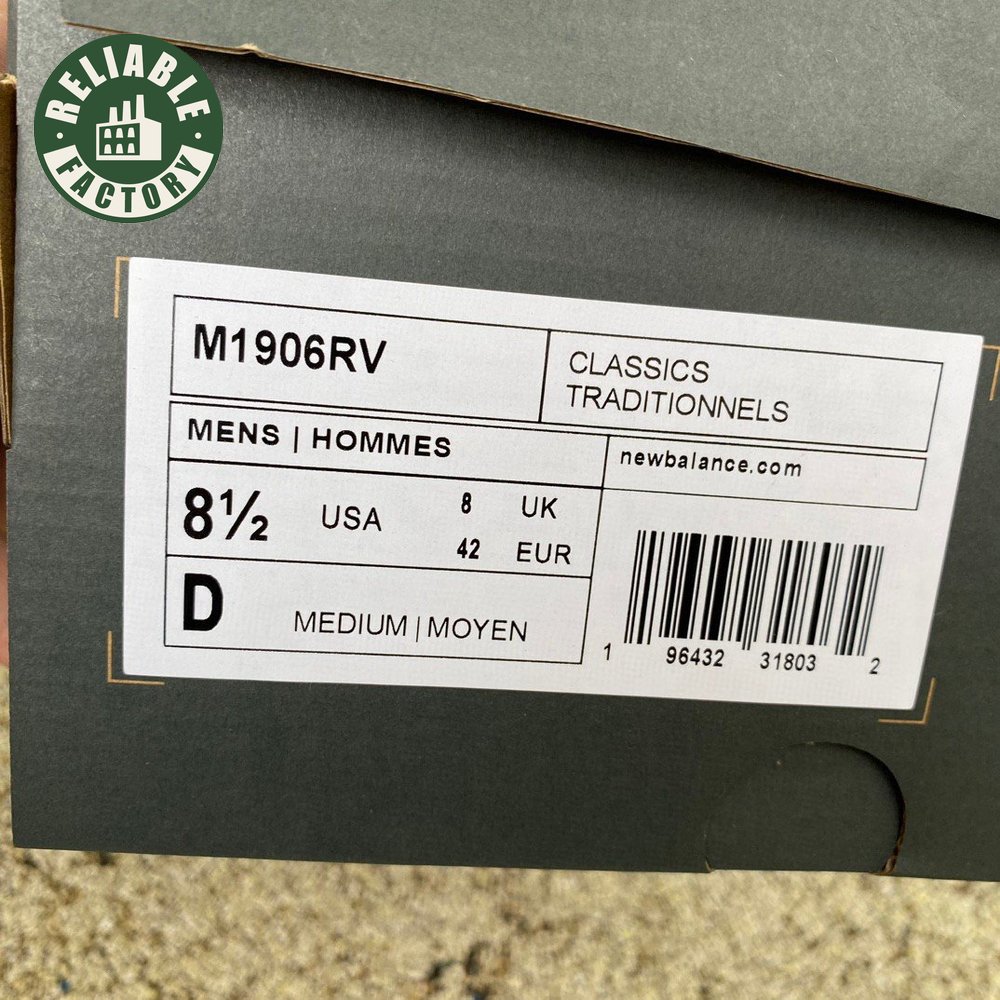 RELIABLE
FACTORY
M1906RV
CLASSICS
TRADITIONNELS
MENS | HOMMES
newbalance.com
8½ USA 8 UK
42 EUR
D MEDIUM | MOYEN
1 96432 31803 2